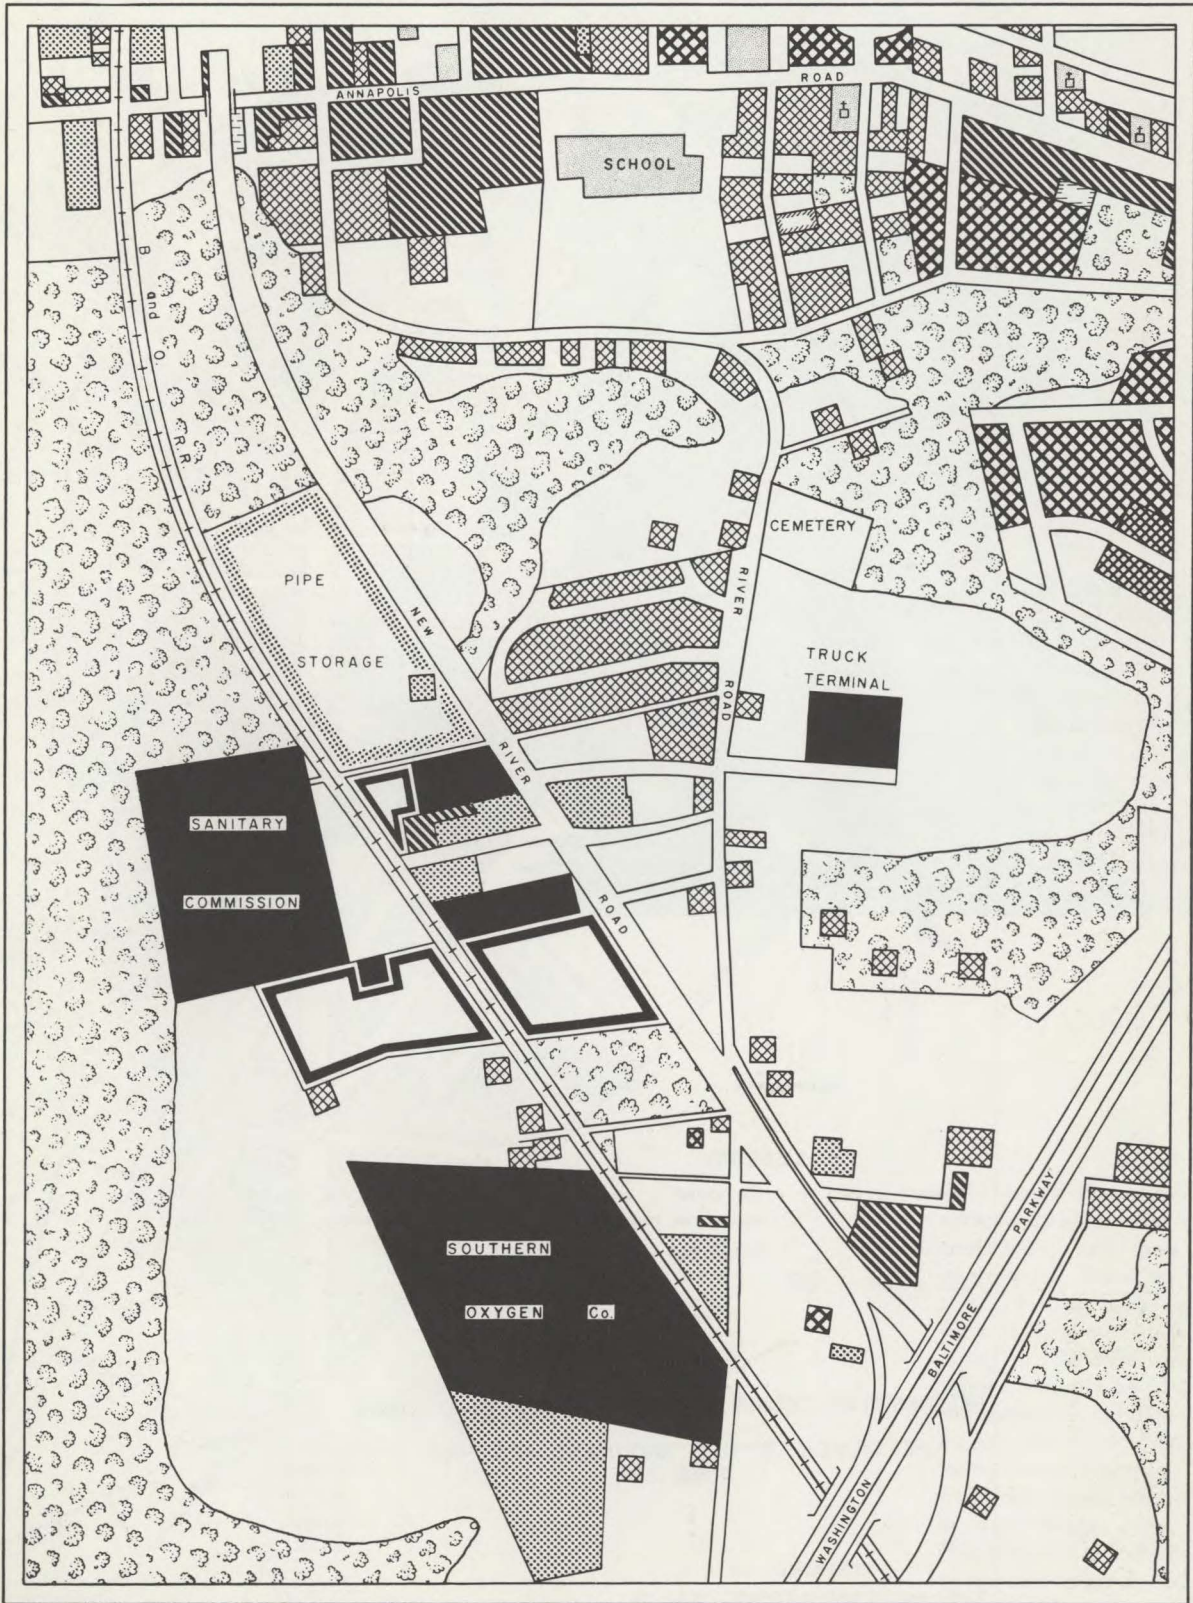 ANNAPOLIS ROAD
SCHOOL
B and O RR
CEMETERY
PIPE
STORAGE
NEW RIVER ROAD
RIVER ROAD
TRUCK
TERMINAL
SANITARY
COMMISSION
SOUTHERN
OXYGEN Co.
WASHINGTON BALTIMORE PARKWAY